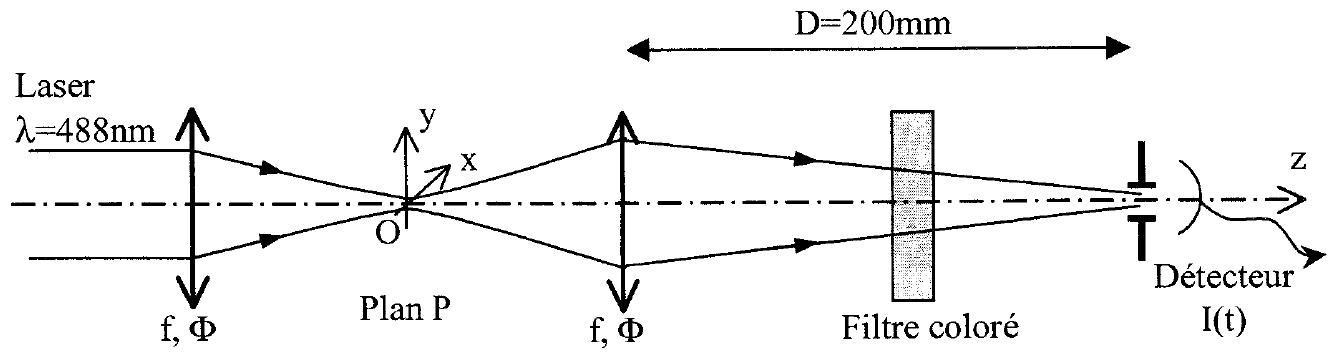 D=200mm
Laser
λ=488nm
y
x
z
O
Plan P
f, Φ
f, Φ
Filtre coloré
Détecteur
I(t)